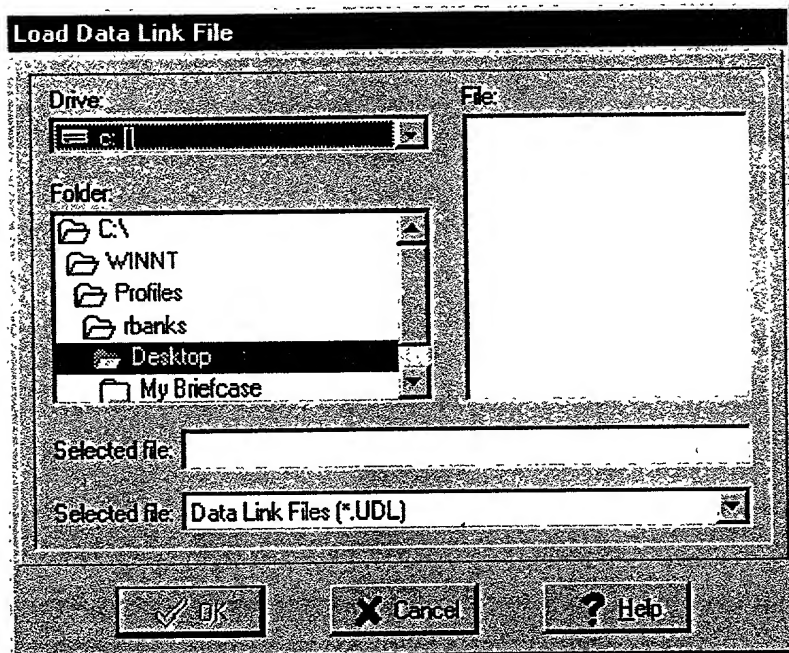 Load Data Link File
Drive:
File:
c: []
Folder:
C:\
WINNT
Profiles
rbanks
Desktop
My Briefcase
Selected file:
Selected file: Data Link Files (*.UDL)
OK
Cancel
Help